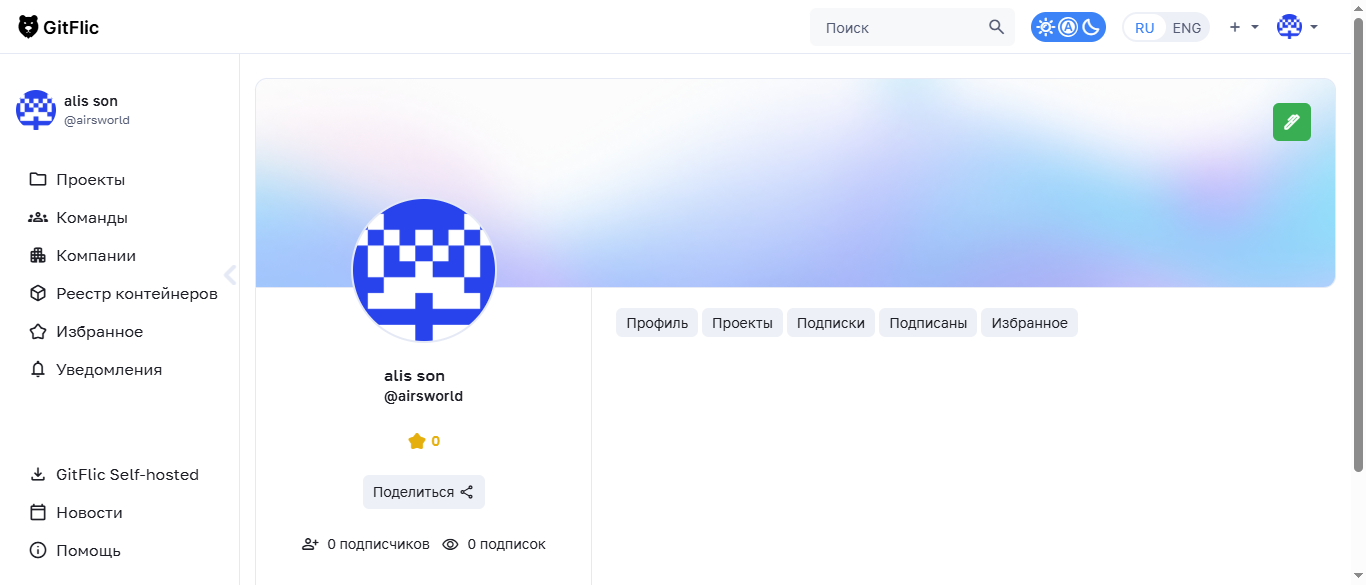 GitFlic
Поиск
RU ENG
alis son
@airsworld
Проекты
Команды
Компании
Реестр контейнеров
Избранное
Уведомления
GitFlic Self-hosted
Новости
Помощь
alis son
@airsworld
0
Поделиться
0 подписчиков 0 подписок
Профиль Проекты Подписки Подписаны Избранное